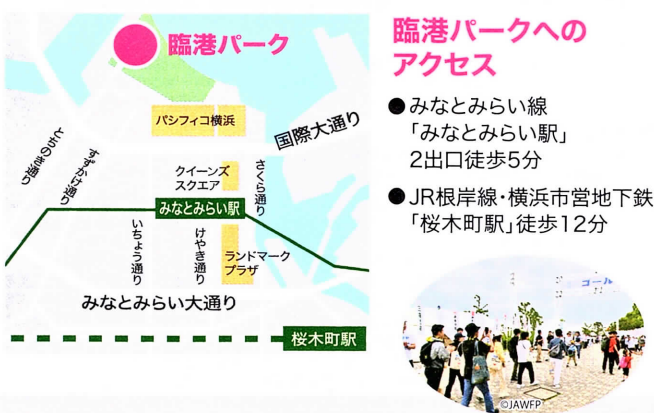 臨港パーク
パシフィコ横浜
国際大通り
とちのき通り
すずかけ通り
クイーンズ
スクエア
さくら通り
みなとみらい駅
いちょう通り
けやき通り
ランドマーク
プラザ
みなとみらい大通り
桜木町駅
臨港パークへの
アクセス
●みなとみらい線
「みなとみらい駅」
2出口徒歩5分
●JR根岸線・横浜市営地下鉄
「桜木町駅」徒歩12分
ゴール
©JAWFP